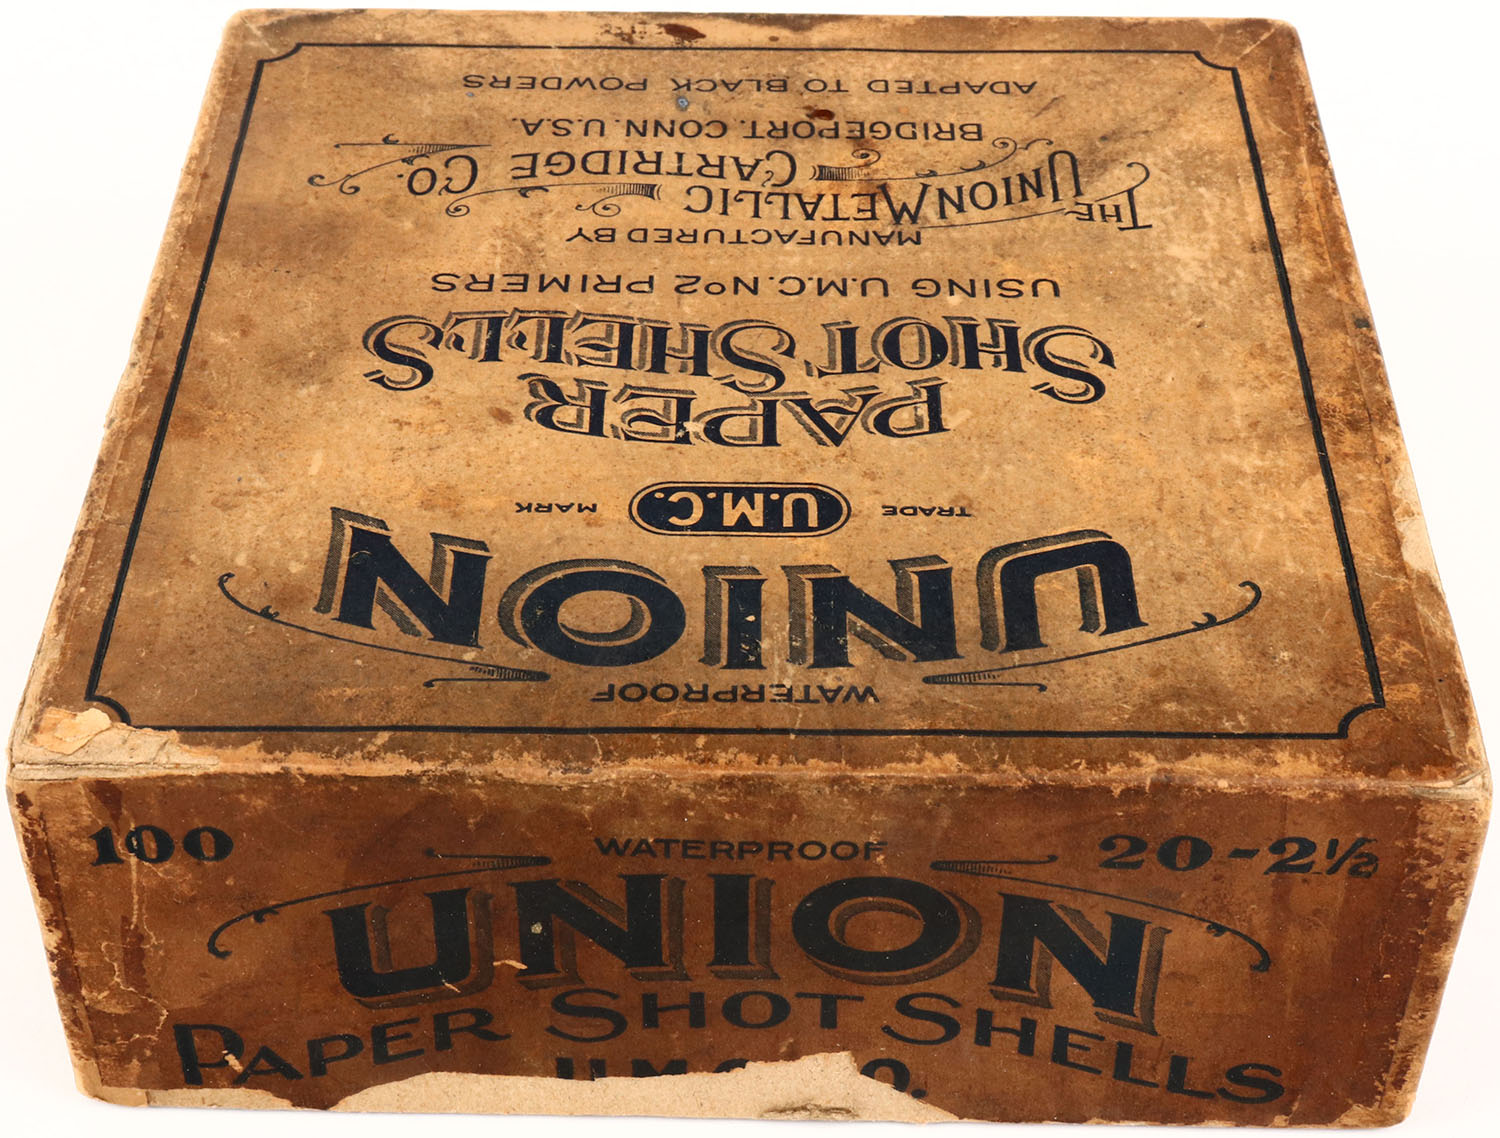 WATERPROOF
UNION
TRADE U.M.C. MARK
PAPER
SHOT SHELLS
USING U.M.C. Nº2 PRIMERS
MANUFACTURED BY
THE UNION METALLIC
CARTRIDGE CO.
BRIDGEPORT. CONN. U.S.A.
ADAPTED TO BLACK POWDERS
100 WATERPROOF 20-2½
UNION
PAPER SHOT SHELLS